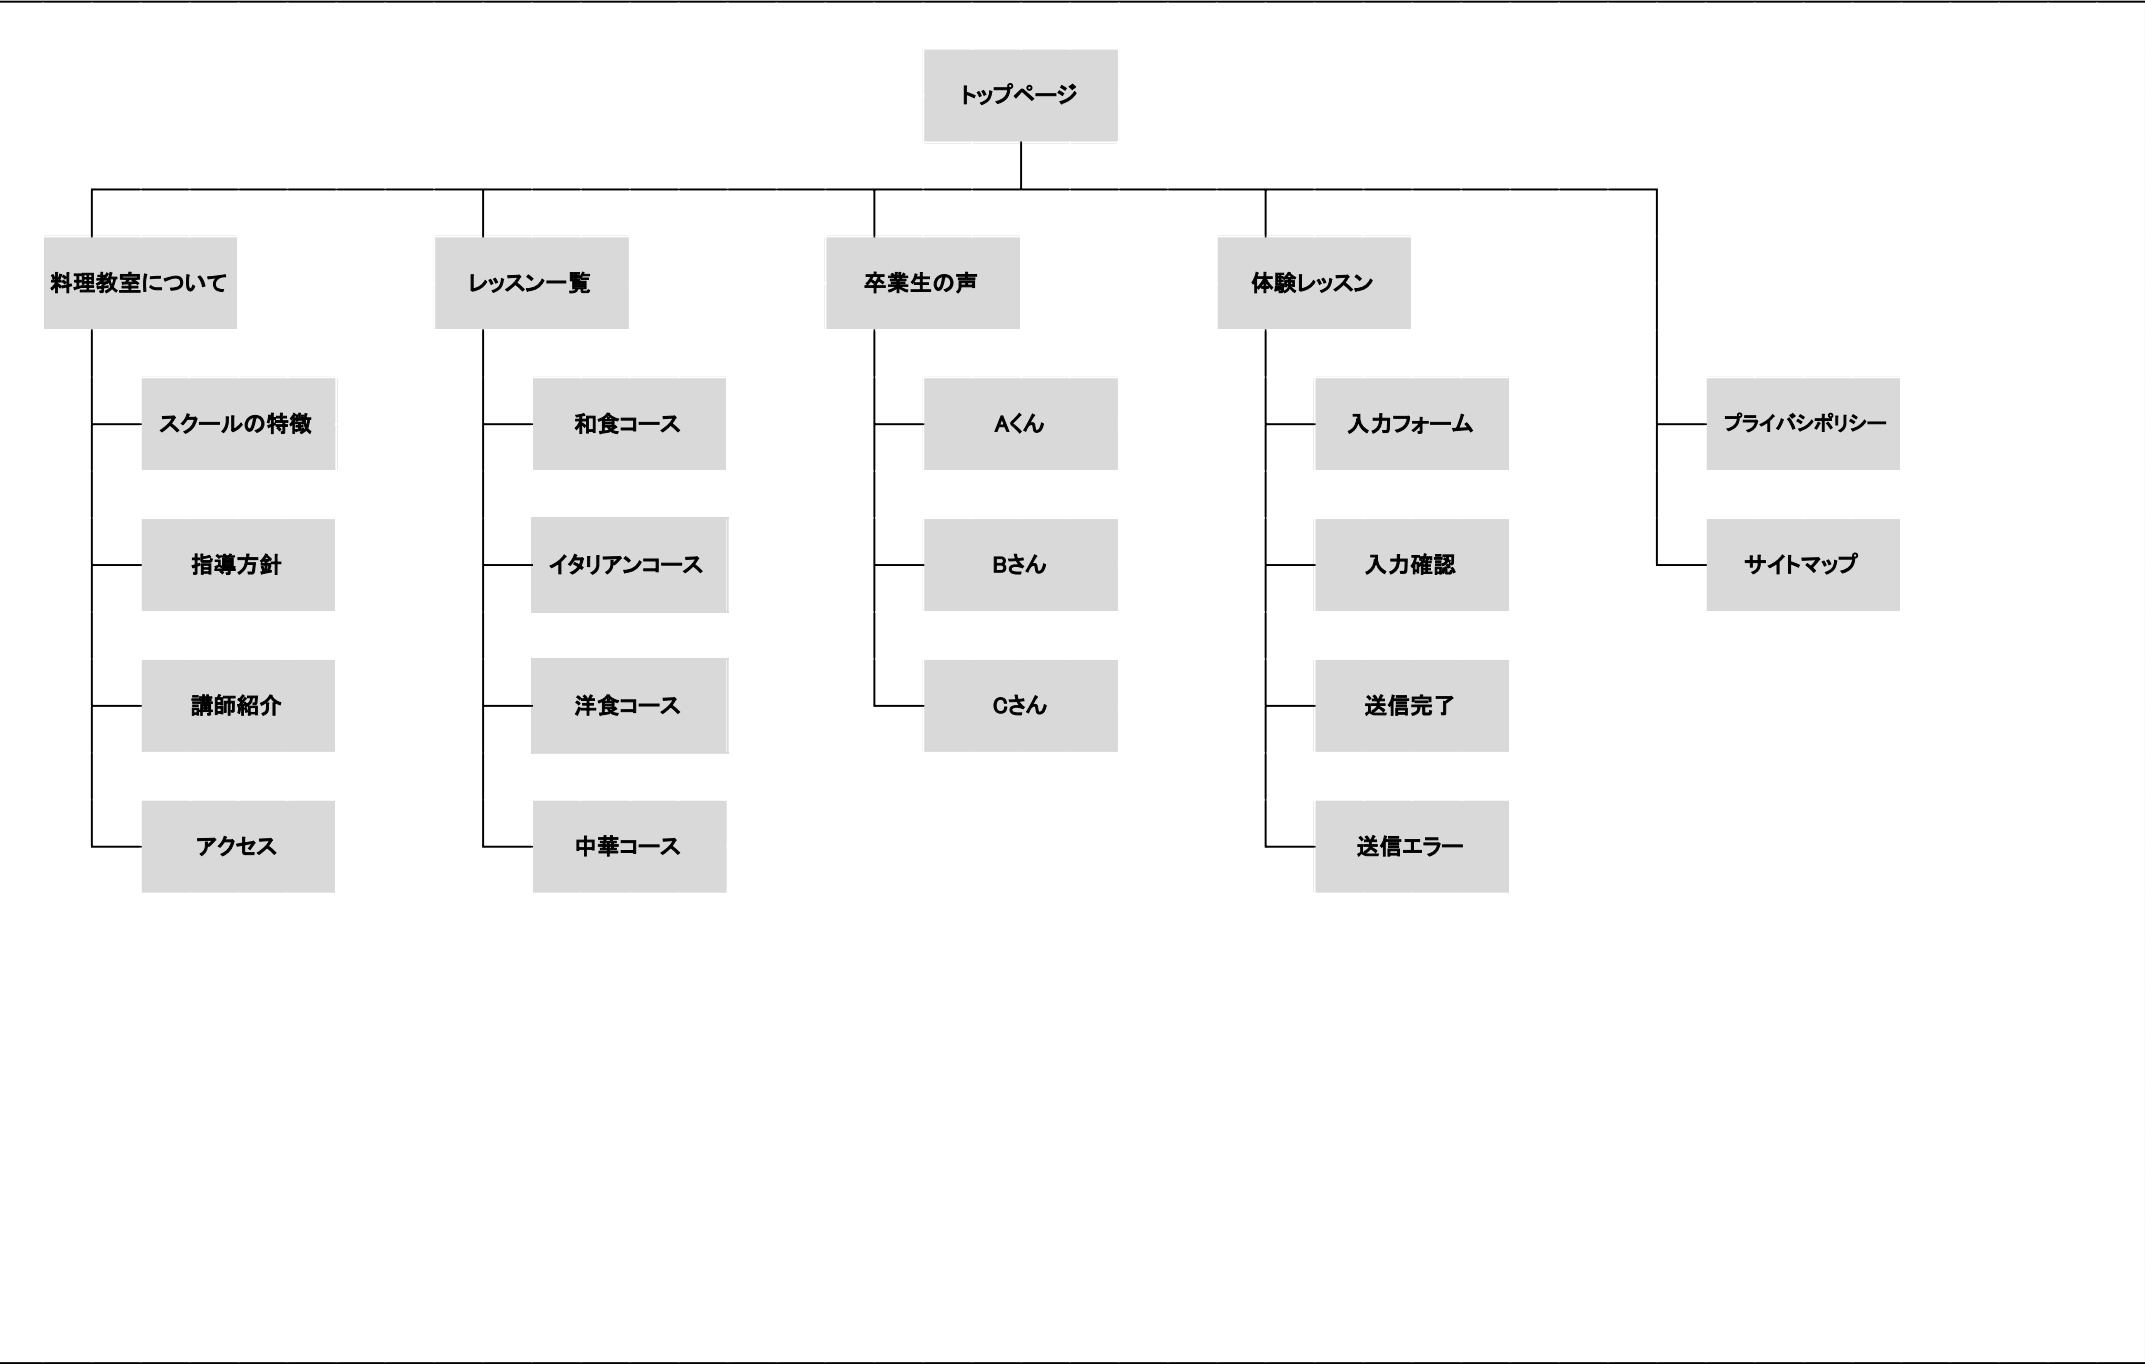 トップページ
料理教室について
レッスン一覧
卒業生の声
体験レッスン
スクールの特徴
和食コース
Aくん
入力フォーム
プライバシポリシー
指導方針
イタリアンコース
Bさん
入力確認
サイトマップ
講師紹介
洋食コース
Cさん
送信完了
アクセス
中華コース
送信エラー